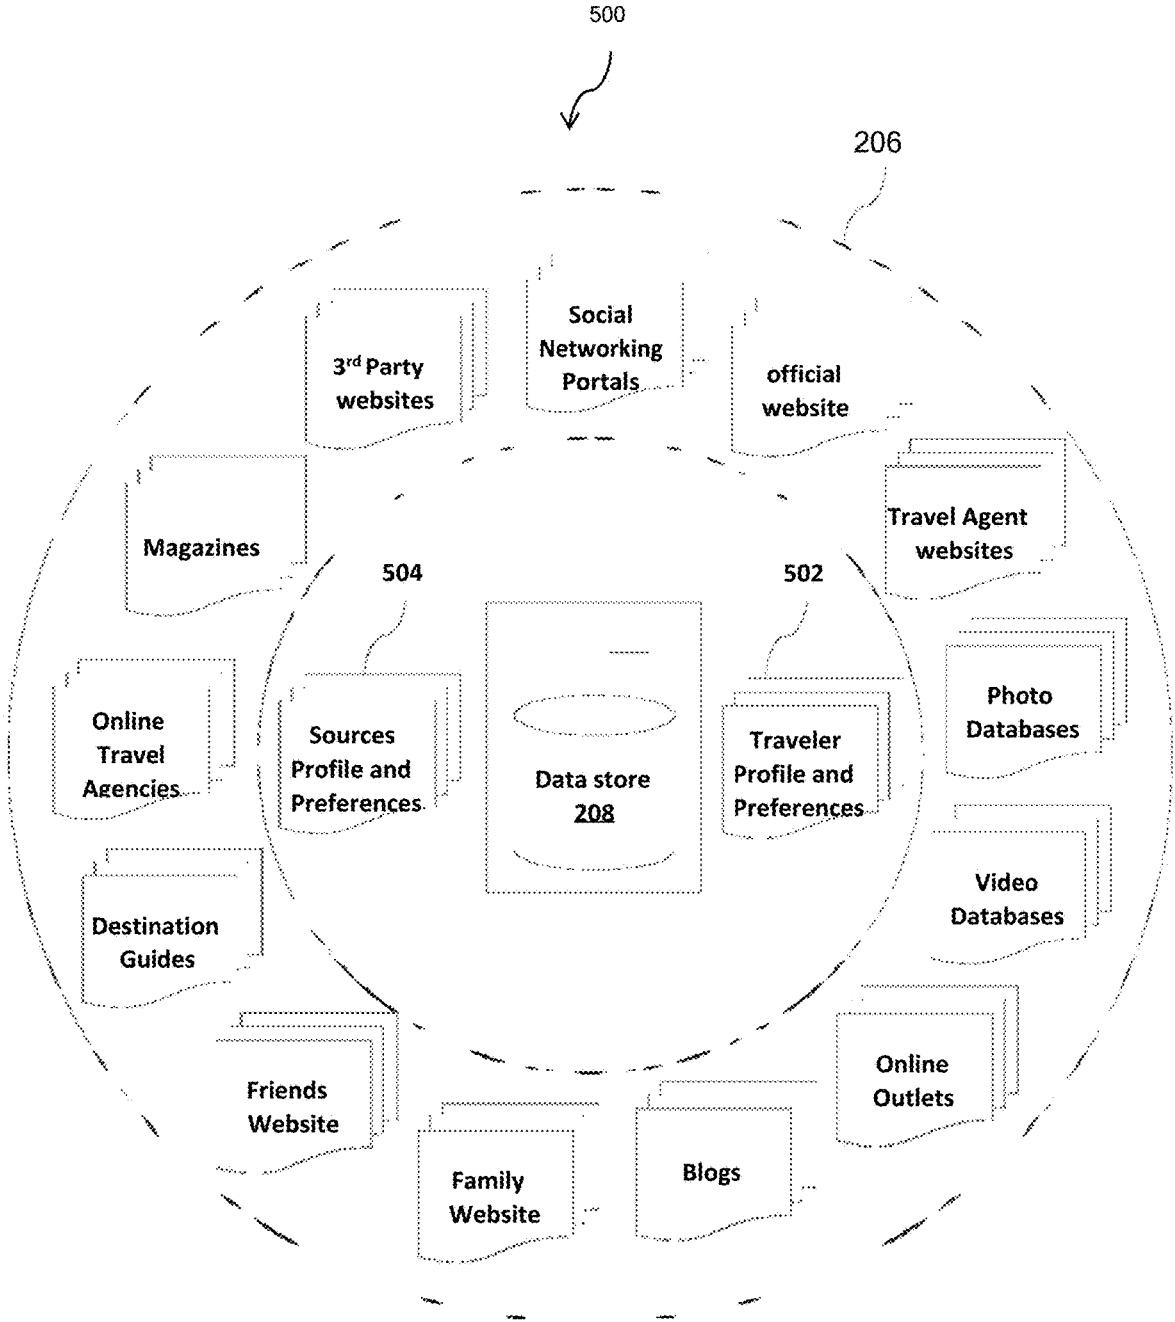 500
206
Social
Networking
Portals
3rd Party
websites
official
website
Travel Agent
websites
Magazines
504
502
Online
Travel
Agencies
Sources
Profile and
Preferences
Data store
208
Traveler
Profile and
Preferences
Photo
Databases
Destination
Guides
Video
Databases
Friends
Website
Family
Website
Blogs
Online
Outlets